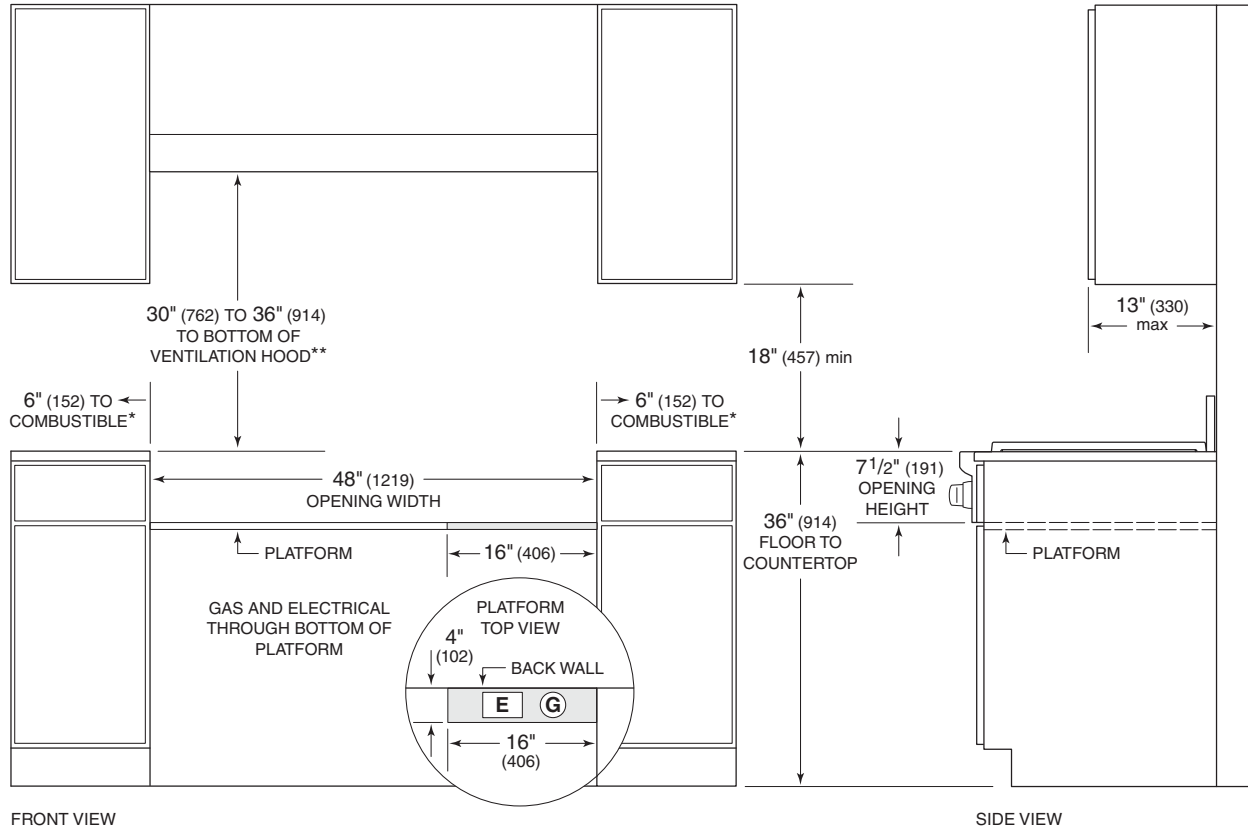 30" (762) TO 36" (914)
TO BOTTOM OF
VENTILATION HOOD**
13" (330)
max
18" (457) min
6" (152) TO
COMBUSTIBLE*
6" (152) TO
COMBUSTIBLE*
48" (1219)
OPENING WIDTH
7 1/2" (191)
OPENING
HEIGHT
36" (914)
FLOOR TO
COUNTERTOP
PLATFORM
16" (406)
PLATFORM
GAS AND ELECTRICAL
THROUGH BOTTOM OF
PLATFORM
PLATFORM
TOP VIEW
4"
(102)
BACK WALL
E
G
16"
(406)
FRONT VIEW
SIDE VIEW